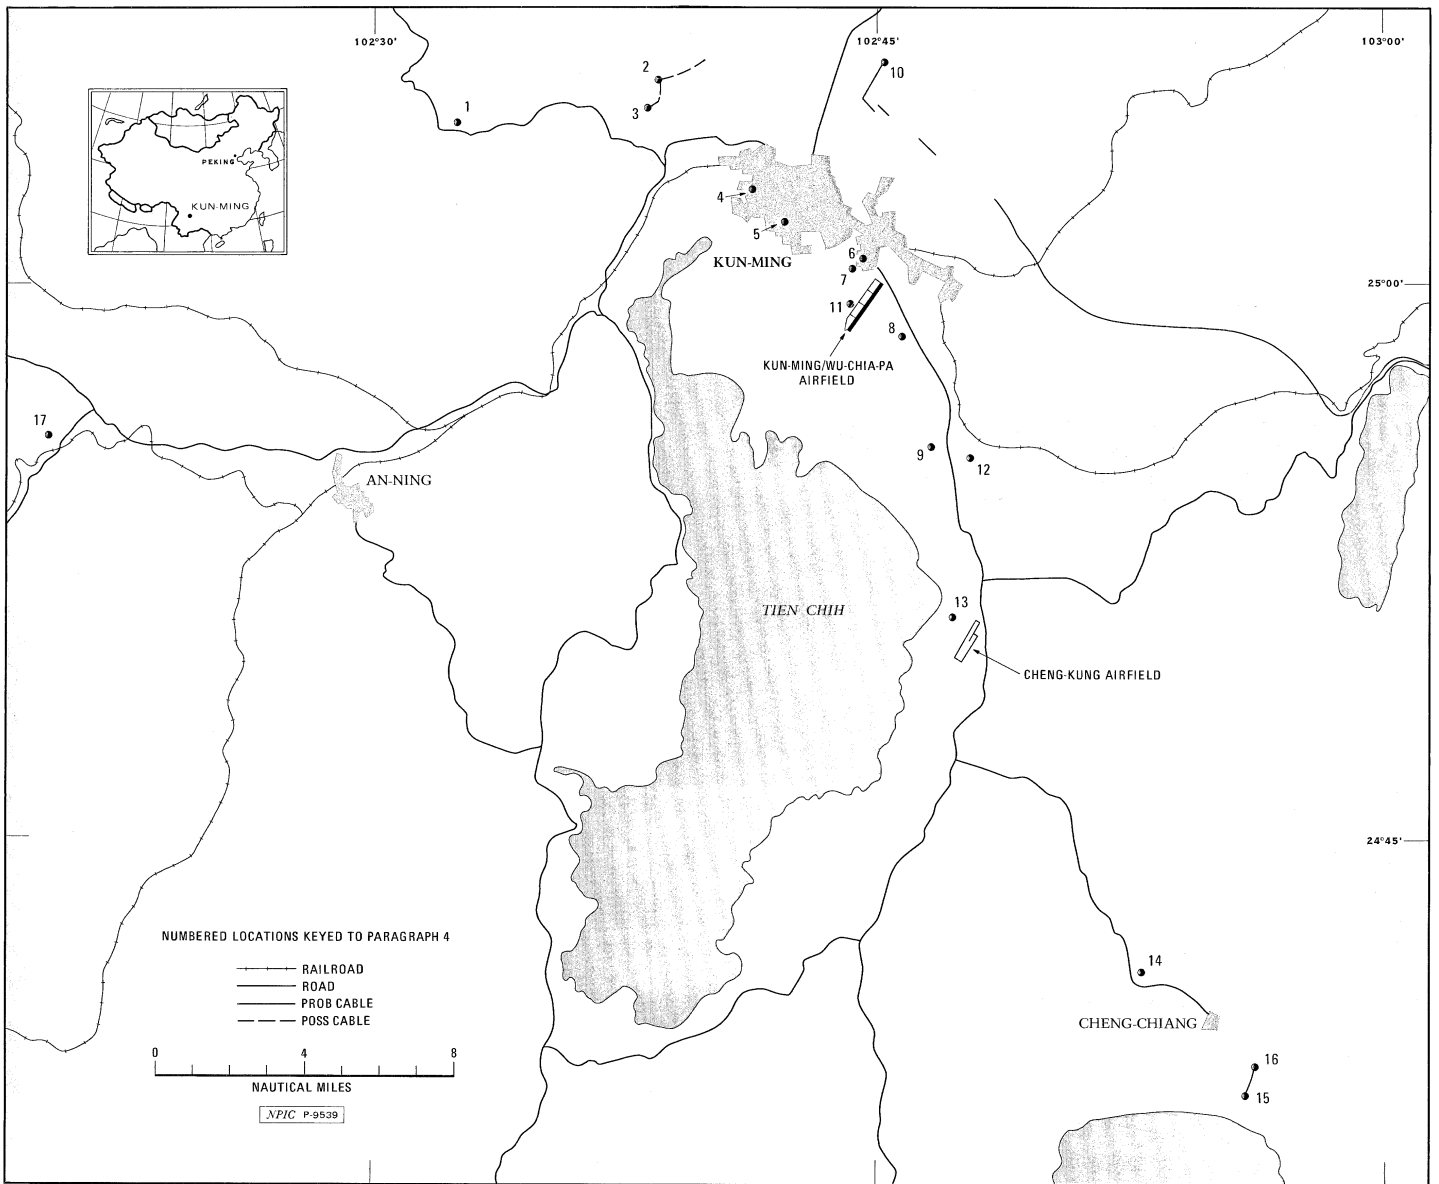 102°30'
102°45'
103°00'
2
10
1
3
PEKING
KUN-MING
4
5
KUN-MING
6
7
25°00'
11
8
KUN-MING/WU-CHIA-PA
AIRFIELD
17
9
12
AN-NING
13
TIEN CHIH
CHENG-KUNG AIRFIELD
24°45'
NUMBERED LOCATIONS KEYED TO PARAGRAPH 4
14
RAILROAD
ROAD
PROB CABLE
POSS CABLE
CHENG-CHIANG
0 4 8
NAUTICAL MILES
16
15
NPIC P-9539